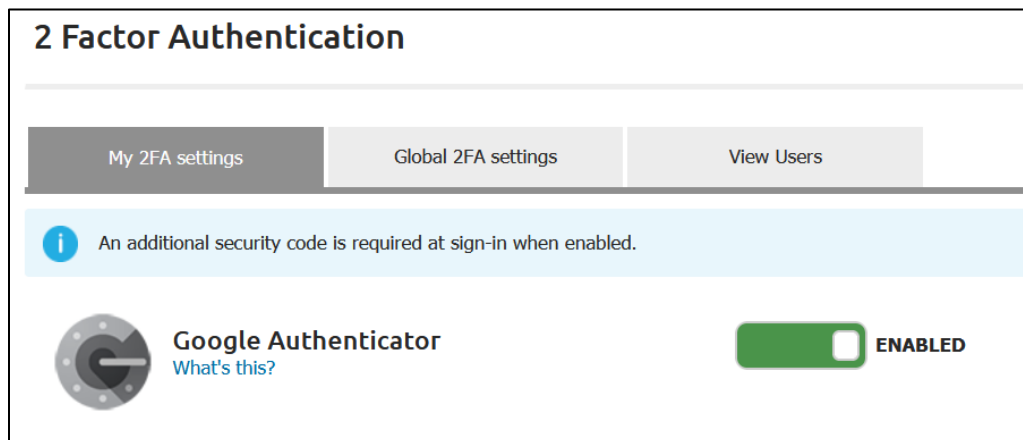 2 Factor Authentication
My 2FA settings
Global 2FA settings
View Users
An additional security code is required at sign-in when enabled.
Google Authenticator
ENABLED
What's this?